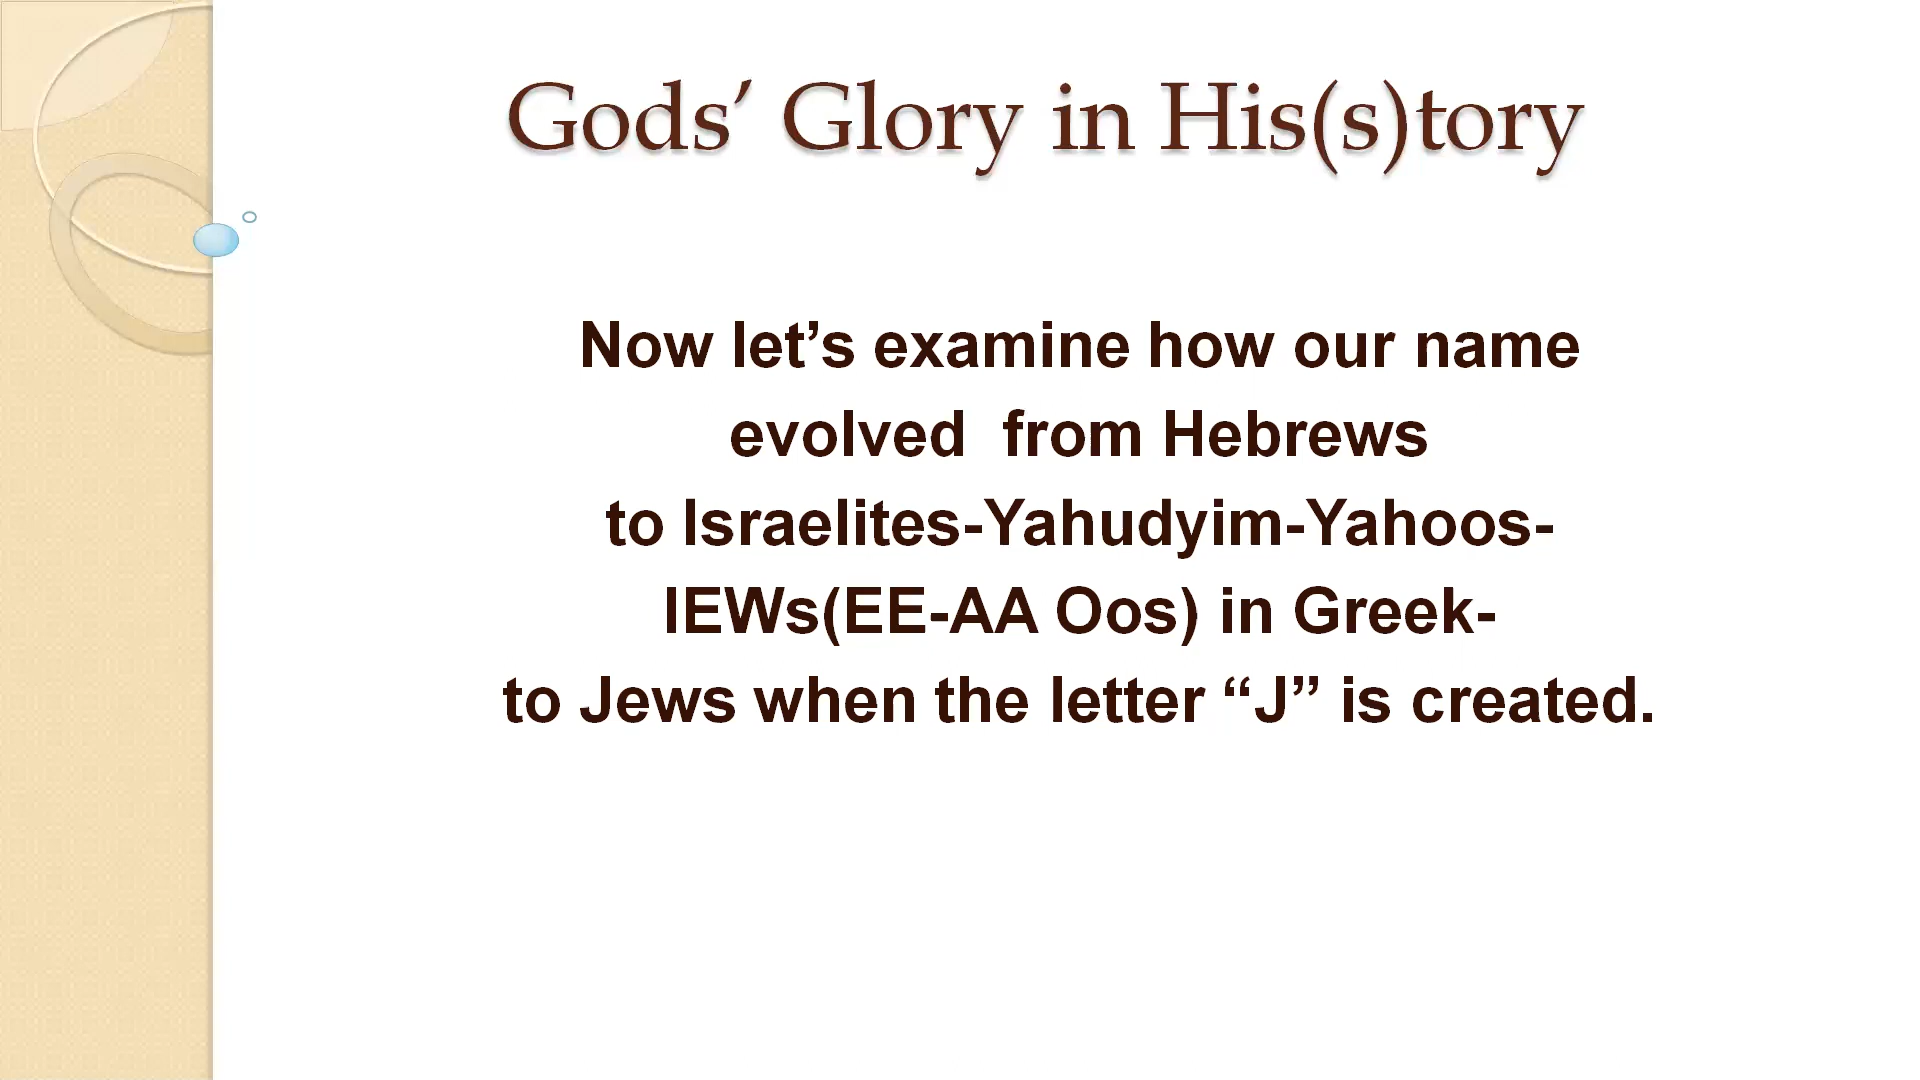 Gods’ Glory in His(s)tory
Now let’s examine how our name
evolved  from Hebrews
to Israelites-Yahudyim-Yahoos-
IEWs(EE-AA Oos) in Greek-
to Jews when the letter “J” is created.